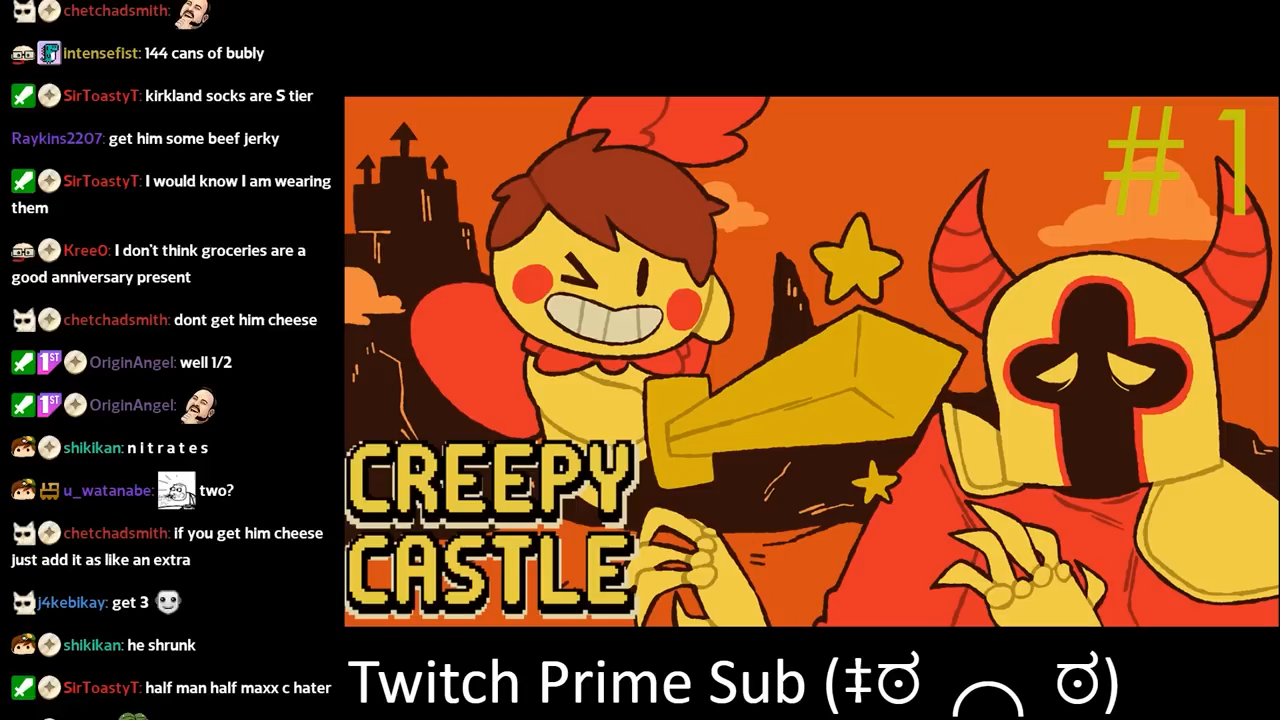 chetchadsmith:
intensefist: 144 cans of bubly
SirToastyT: kirkland socks are S tier
Raykins2207: get him some beef jerky
SirToastyT: I would know I am wearing
them
KreeO: I don't think groceries are a
good anniversary present
chetchadsmith: dont get him cheese
1ST OriginAngel: well 1/2
1ST OriginAngel:
shikikan: n i t r a t e s
u_watanabe: two?
chetchadsmith: if you get him cheese
just add it as like an extra
j4kebikay: get 3
shikikan: he shrunk
SirToastyT: half man half maxx c hater
#1
CREEPY
CASTLE
Twitch Prime Sub (‡ಠ ╭╮ ಠ)